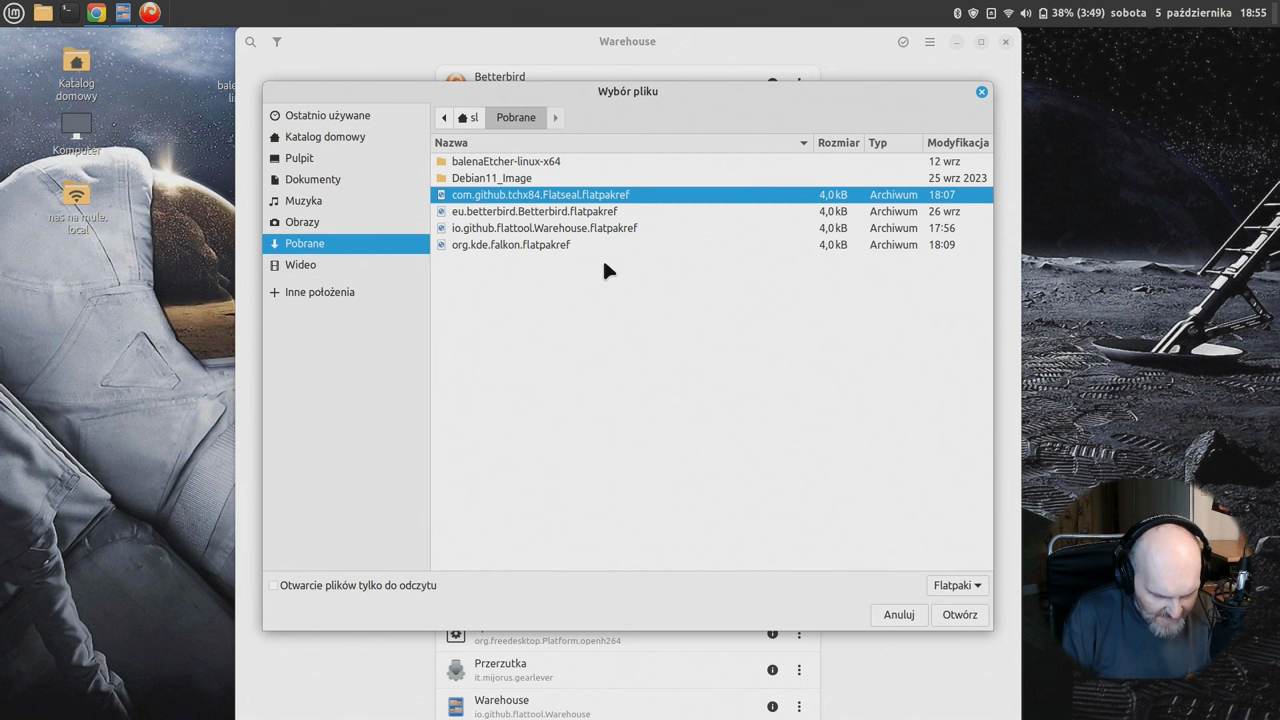 38% (3:49) sobota 5 października 18:55
Katalog
domowy
Komputer
nas na mule.
local
bale
li
Warehouse
Betterbird
Wybór pliku
sl
Pobrane
Ostatnio używane
Katalog domowy
Pulpit
Dokumenty
Muzyka
Obrazy
Pobrane
Wideo
Inne położenia
Nazwa Rozmiar Typ Modyfikacja
balenaEtcher-linux-x64 12 wrz
Debian11_Image 25 wrz 2023
com.github.tchx84.Flatseal.flatpakref 4,0 kB Archiwum 18:07
eu.betterbird.Betterbird.flatpakref 4,0 kB Archiwum 26 wrz
io.github.flattool.Warehouse.flatpakref 4,0 kB Archiwum 17:56
org.kde.falkon.flatpakref 4,0 kB Archiwum 18:09
Otwarcie plików tylko do odczytu
Flatpaki
Anuluj
Otwórz
org.freedesktop.Platform.openh264
Przerzutka
it.mijorus.gearlever
Warehouse
io.github.flattool.Warehouse